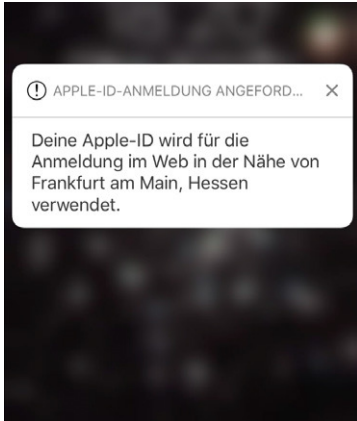 APPLE-ID-ANMELDUNG ANGEFORD...
Deine Apple-ID wird für die
Anmeldung im Web in der Nähe von
Frankfurt am Main, Hessen
verwendet.